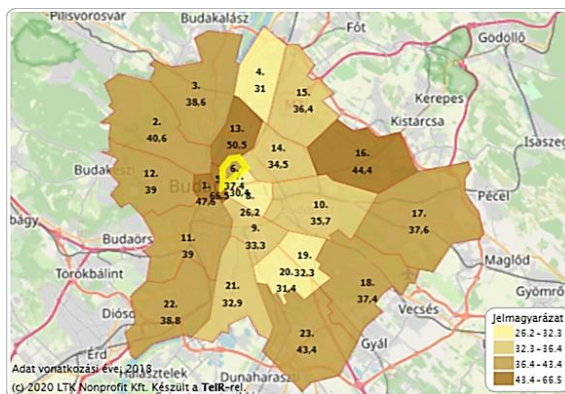 Pilisvörösvár
Budakalász
Fót
Gödöllő
Kerepes
Kistarcsa
Isaszeg
4.
31
3.
38,6
15.
36,4
2.
40,6
13.
50,5
14.
34,5
16.
44,4
Budakeszi
12.
39
6.
37,4
1.
47,6
8.
26,2
10.
35,7
17.
37,6
Pécel
Budaörs
Törökbálint
11.
39
9.
33,3
19.
32,3
20.
31,4
Maglód
Gyömrő
18.
37,4
Vecsés
21.
32,9
22.
38,8
Diósd
23.
43,4
Gyál
Érd
Jelmagyarázat
26.2-32.3
32.3-36.4
36.4-43.4
43.4-66.5
Adat vonatkozási éve: 2018
Halásztelek
Dunaharaszti
(c) 2020 LTK Nonprofit Kft. Készült a TeIR-rel.